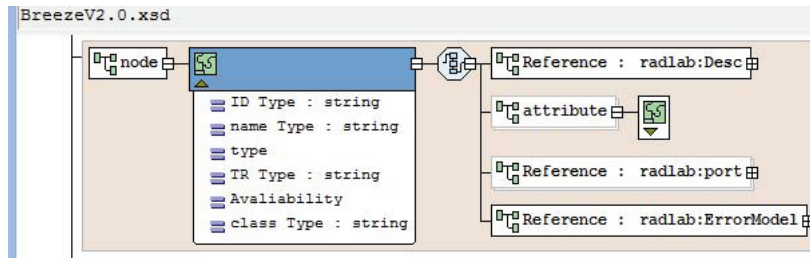 BreezeV2.0.xsd
node
ID Type : string
name Type : string
type
TR Type : string
Avaliability
class Type : string
Reference : radlab:Desc
attribute
Reference : radlab:port
Reference : radlab:ErrorModel